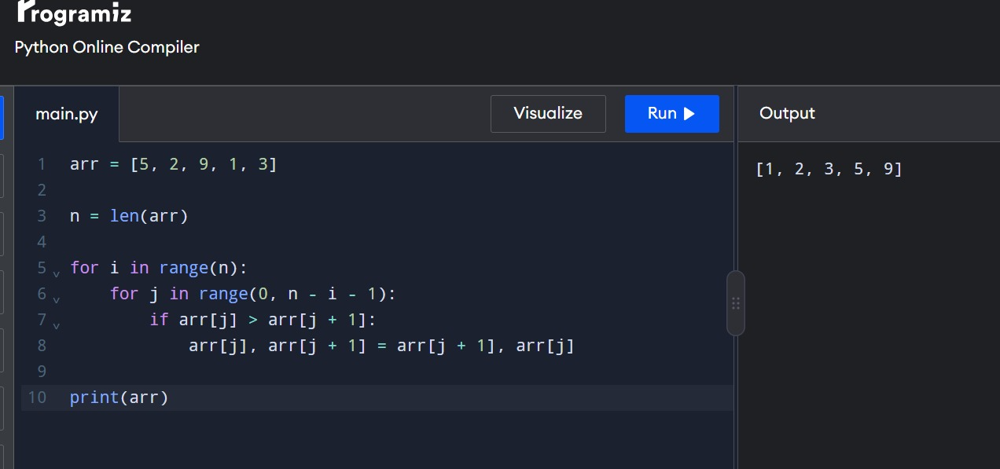 Programiz
Python Online Compiler
main.py
Visualize
Run
Output
1 arr = [5, 2, 9, 1, 3]
2
3 n = len(arr)
4
5 for i in range(n):
6     for j in range(0, n - i - 1):
7         if arr[j] > arr[j + 1]:
8             arr[j], arr[j + 1] = arr[j + 1], arr[j]
9
10 print(arr)
[1, 2, 3, 5, 9]